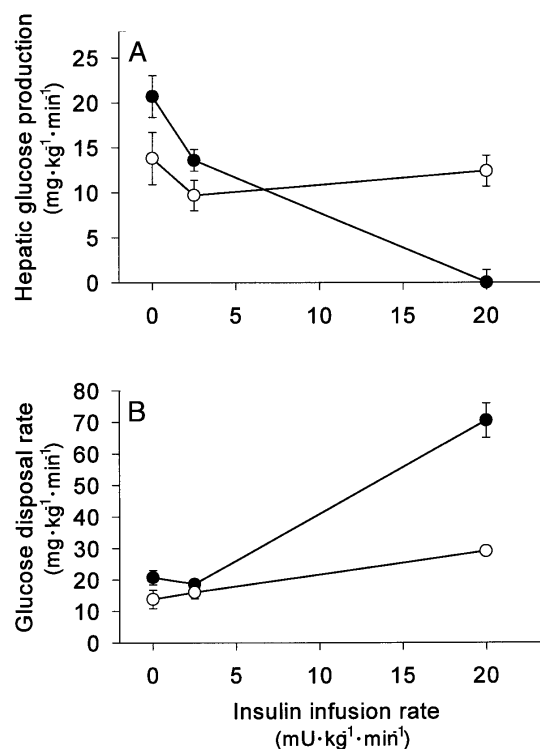 A
Hepatic glucose production
(mg·kg⁻¹·min⁻¹)
25
20
15
10
5
0
0 5 10 15 20
B
Glucose disposal rate
(mg·kg⁻¹·min⁻¹)
80
70
60
50
40
30
20
10
0
0 5 10 15 20
Insulin infusion rate
(mU·kg⁻¹·min⁻¹)